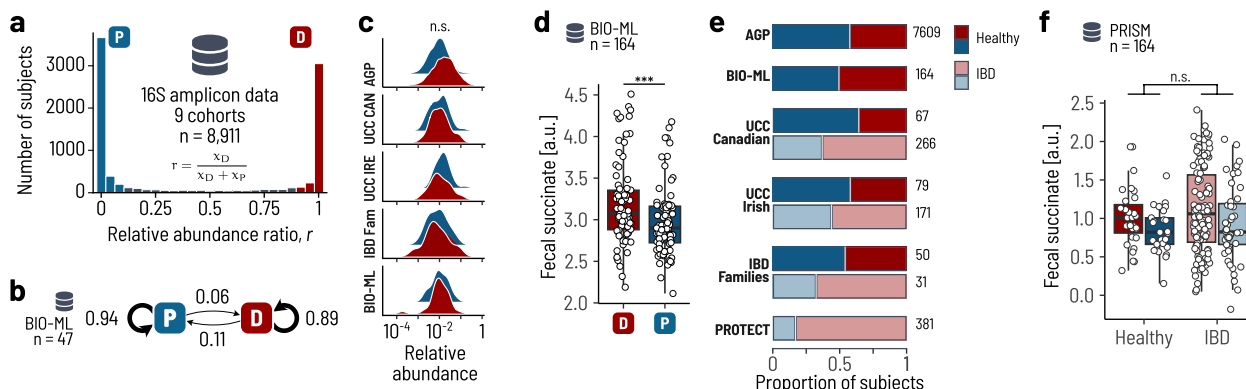 a
P
D
Number of subjects
3000
2000
1000
0
16S amplicon data
9 cohorts
n = 8,911
r = x_D / (x_D + x_P)
0 0.25 0.5 0.75 1
Relative abundance ratio, r
b
BIO-ML
n = 47
0.94
P
0.06
0.11
D
0.89
c
n.s.
AGP
UCC CAN
UCC IRE
IBD Fam
BIO-ML
10⁻⁴ 10⁻² 1
Relative
abundance
d
BIO-ML
n = 164
***
Fecal succinate [a.u.]
4.5
4.0
3.5
3.0
2.5
2.0
D P
e
Healthy
IBD
AGP 7609
BIO-ML 164
UCC
Canadian
67
266
UCC
Irish
79
171
IBD
Families
50
31
PROTECT 381
0 0.5 1
Proportion of subjects
f
PRISM
n = 164
n.s.
Fecal succinate [a.u.]
2.5
2.0
1.5
1.0
0.5
0.0
Healthy IBD